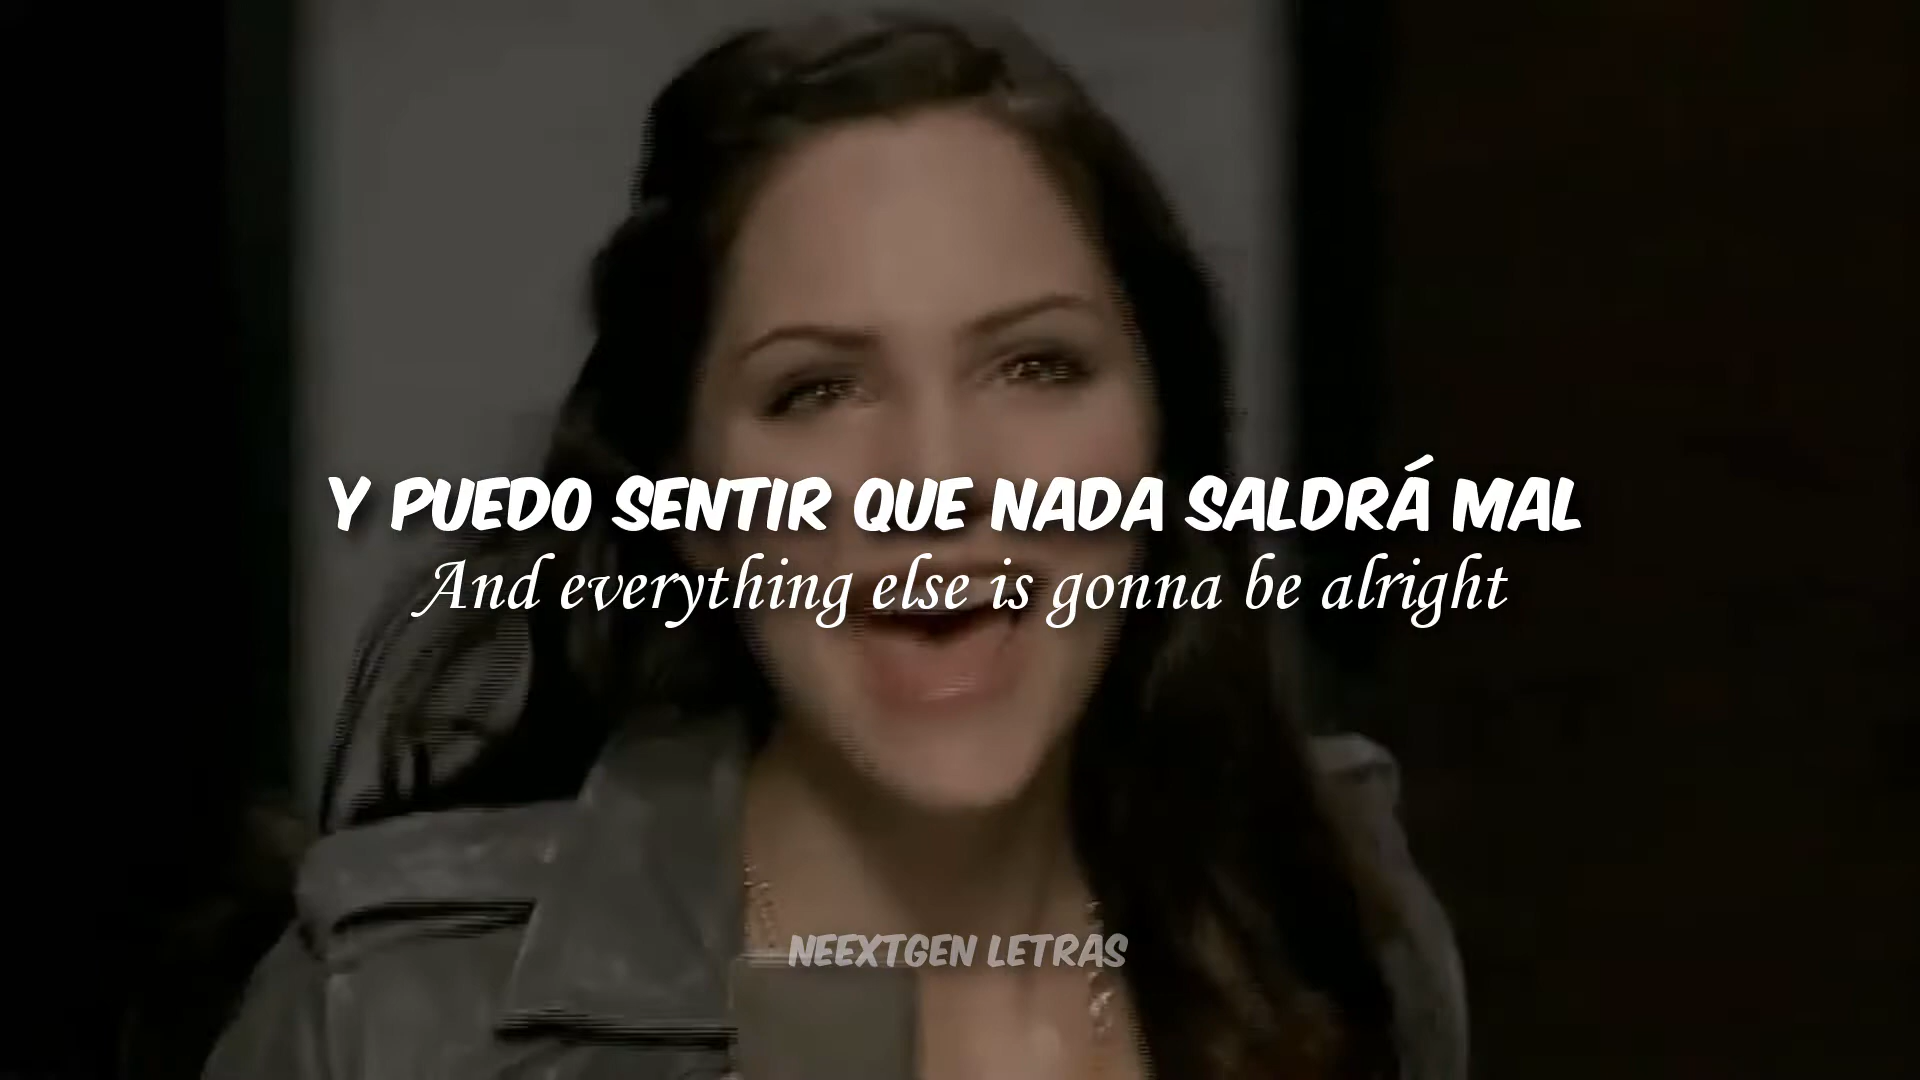 Y PUEDO SENTIR QUE NADA SALDRÁ MAL
And everything else is gonna be alright
NEEXTGEN LETRAS